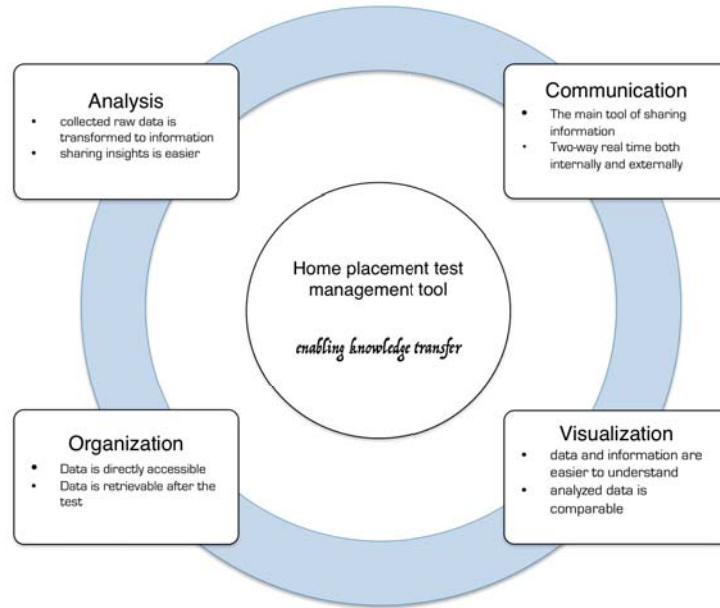 Analysis
• collected raw data is
transformed to information
• sharing insights is easier
Communication
• The main tool of sharing
information
• Two-way real time both
internally and externally
Home placement test
management tool
enabling knowledge transfer
Organization
• Data is directly accessible
• Data is retrievable after the
test
Visualization
• data and information are
easier to understand
• analyzed data is
comparable